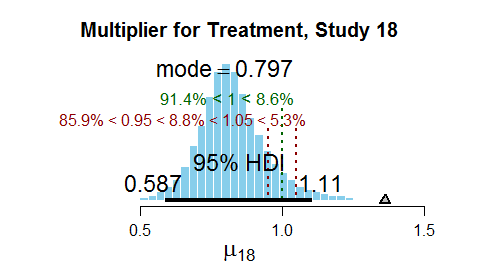 Multiplier for Treatment, Study 18
mode = 0.797
91.4% < 1 < 8.6%
85.9% < 0.95 < 8.8% < 1.05 < 5.3%
95% HDI
0.587 1.11
0.5 1.0 1.5
μ18